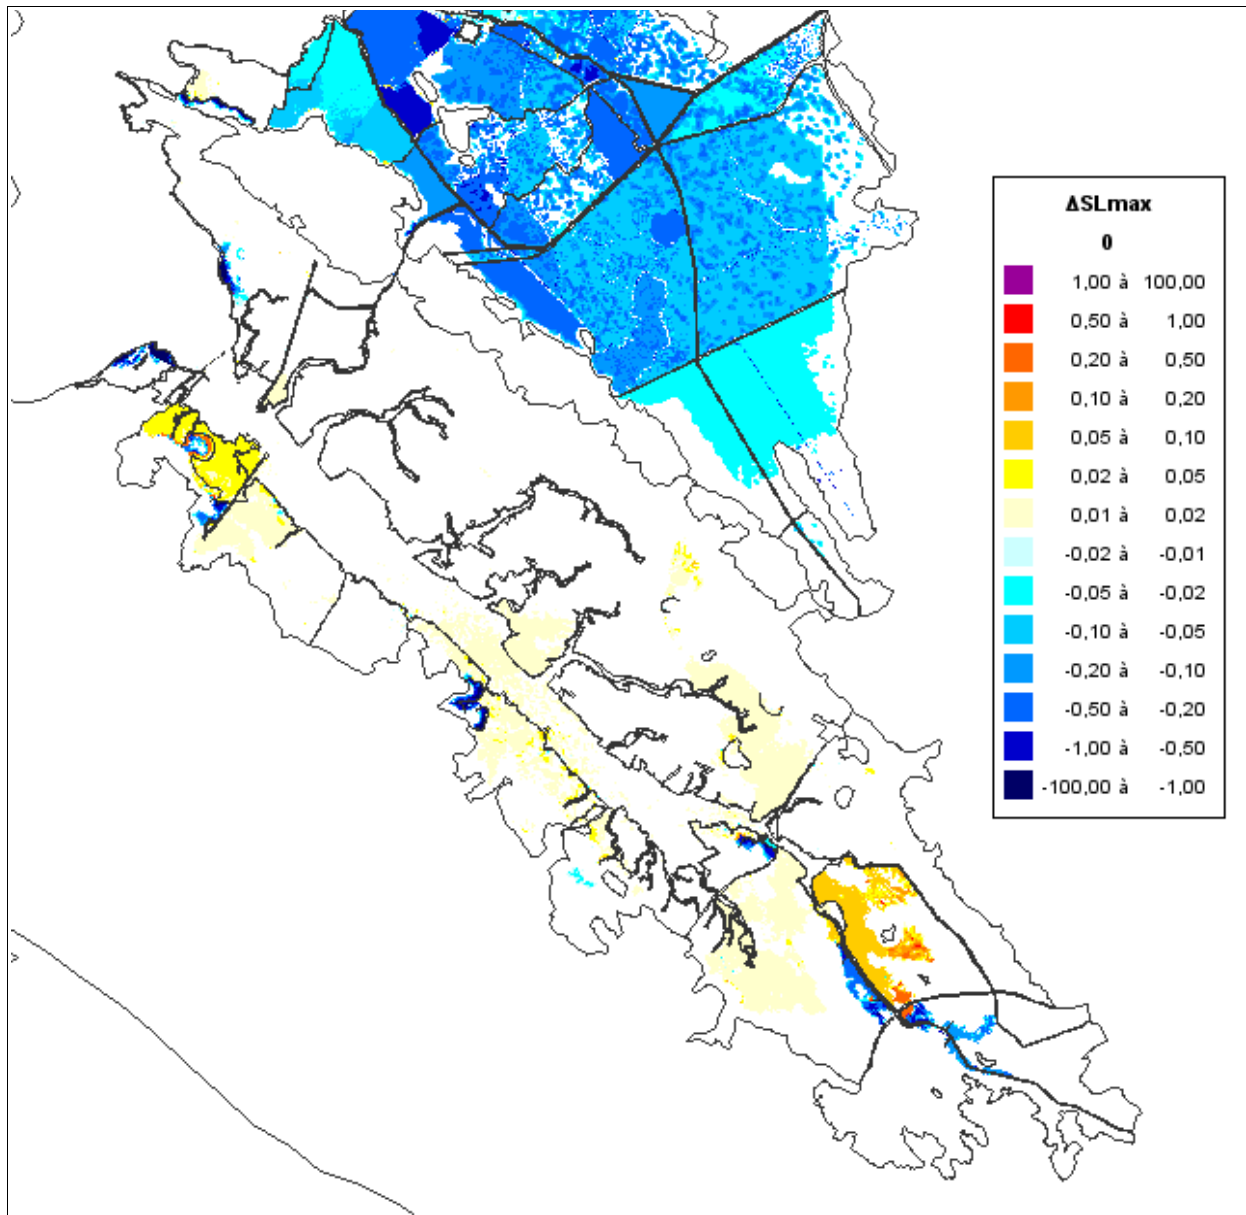 ΔSLmax
0
1,00 à 100,00
0,50 à 1,00
0,20 à 0,50
0,10 à 0,20
0,05 à 0,10
0,02 à 0,05
0,01 à 0,02
-0,02 à -0,01
-0,05 à -0,02
-0,10 à -0,05
-0,20 à -0,10
-0,50 à -0,20
-1,00 à -0,50
-100,00 à -1,00